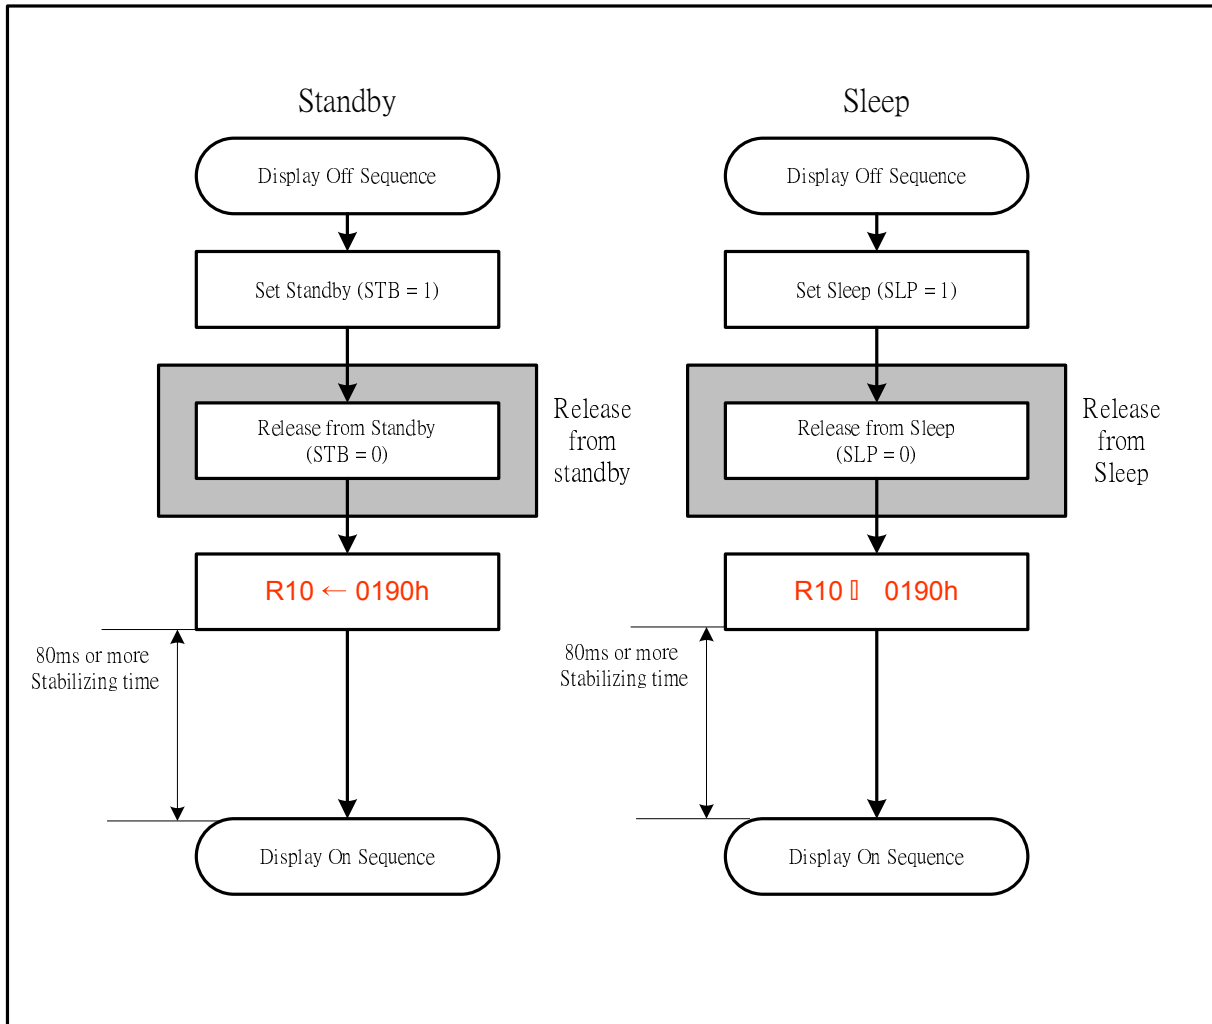 Standby
Display Off Sequence
Set Standby (STB = 1)
Release from Standby
(STB = 0)
Release
from
standby
R10 ← 0190h
80ms or more
Stabilizing time
Display On Sequence
Sleep
Display Off Sequence
Set Sleep (SLP = 1)
Release from Sleep
(SLP = 0)
Release
from
Sleep
R10 ▯ 0190h
80ms or more
Stabilizing time
Display On Sequence